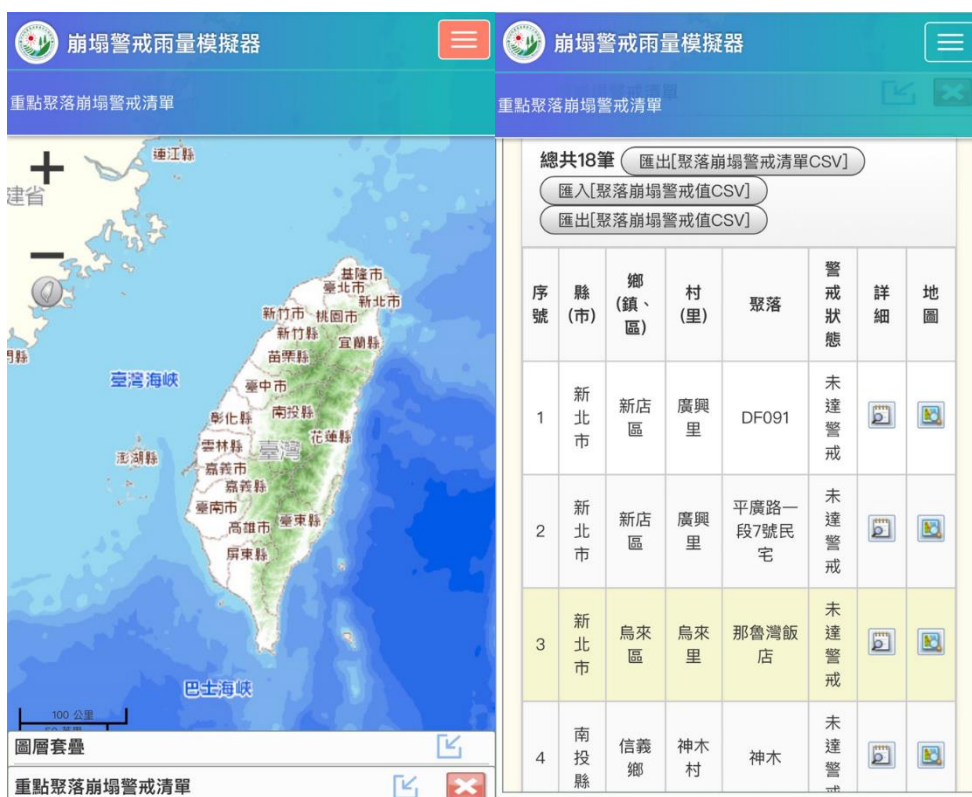 崩塌警戒雨量模擬器
重點聚落崩塌警戒清單
連江縣
建省
基隆市
臺北市
新北市
新竹市 桃園市
新竹縣
宜蘭縣
苗栗縣
臺灣海峽
臺中市
彰化縣 南投縣
花蓮縣
雲林縣 臺灣
澎湖縣
嘉義市
嘉義縣
臺南市
高雄市 臺東縣
屏東縣
巴士海峽
100 公里
圖層套疊
重點聚落崩塌警戒清單
崩塌警戒雨量模擬器
重點聚落崩塌警戒清單
總共18筆 匯出[聚落崩塌警戒清單CSV]
匯入[聚落崩塌警戒值CSV]
匯出[聚落崩塌警戒值CSV]
序號 縣(市) 鄉(鎮、區) 村(里) 聚落 警戒狀態 詳細 地圖
1 新北市 新店區 廣興里 DF091 未達警戒
2 新北市 新店區 廣興里 平廣路一段7號民宅 未達警戒
3 新北市 烏來區 烏來里 那魯灣飯店 未達警戒
4 南投縣 信義鄉 神木村 神木 未達警